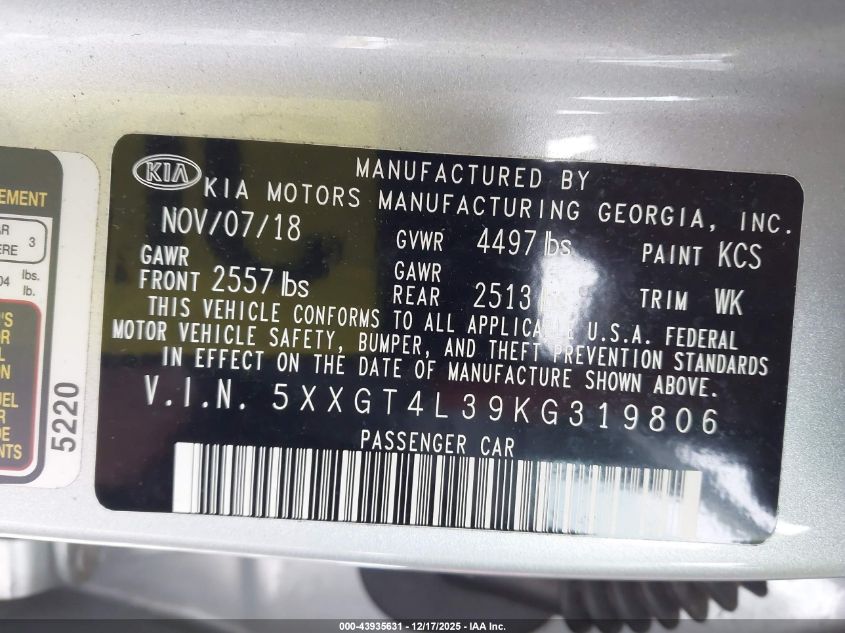 KIA
MANUFACTURED BY
KIA MOTORS MANUFACTURING GEORGIA, INC.
NOV/07/18 GVWR 4497 lbs PAINT KCS
GAWR FRONT 2557 lbs GAWR REAR 2513 TRIM WK
THIS VEHICLE CONFORMS TO ALL U.S.A. FEDERAL
MOTOR VEHICLE SAFETY, BUMPER, AND THEFT PREVENTION STANDARDS
IN EFFECT ON THE DATE OF MANUFACTURE SHOWN ABOVE.
V.I.N. 5XXGT4L39KG319806
PASSENGER CAR
3
lbs.
lb.
5220
000-43935631 - 12/17/2025 - IAA Inc.